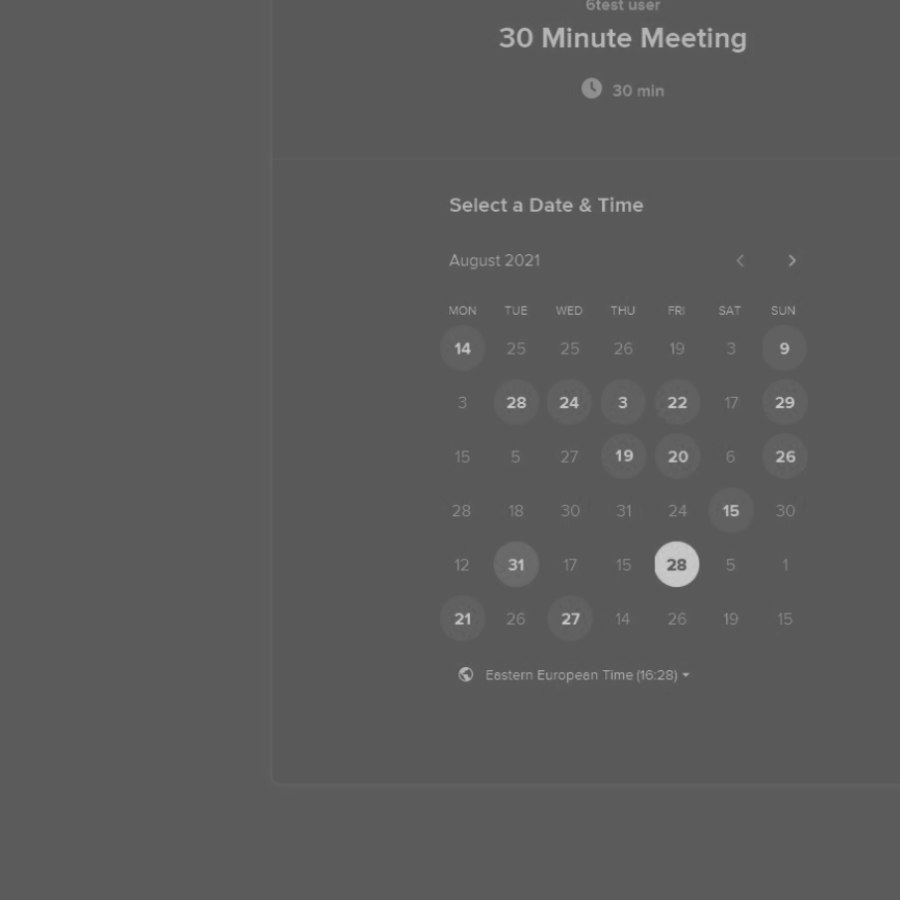 6test user
30 Minute Meeting
30 min
Select a Date & Time
August 2021
MON TUE WED THU FRI SAT SUN
14 25 25 26 19 3 9
3 28 24 3 22 17 29
15 5 27 19 20 6 26
28 18 30 31 24 15 30
12 31 17 15 28 5 1
21 26 27 14 26 19 15
Eastern European Time (16:28)